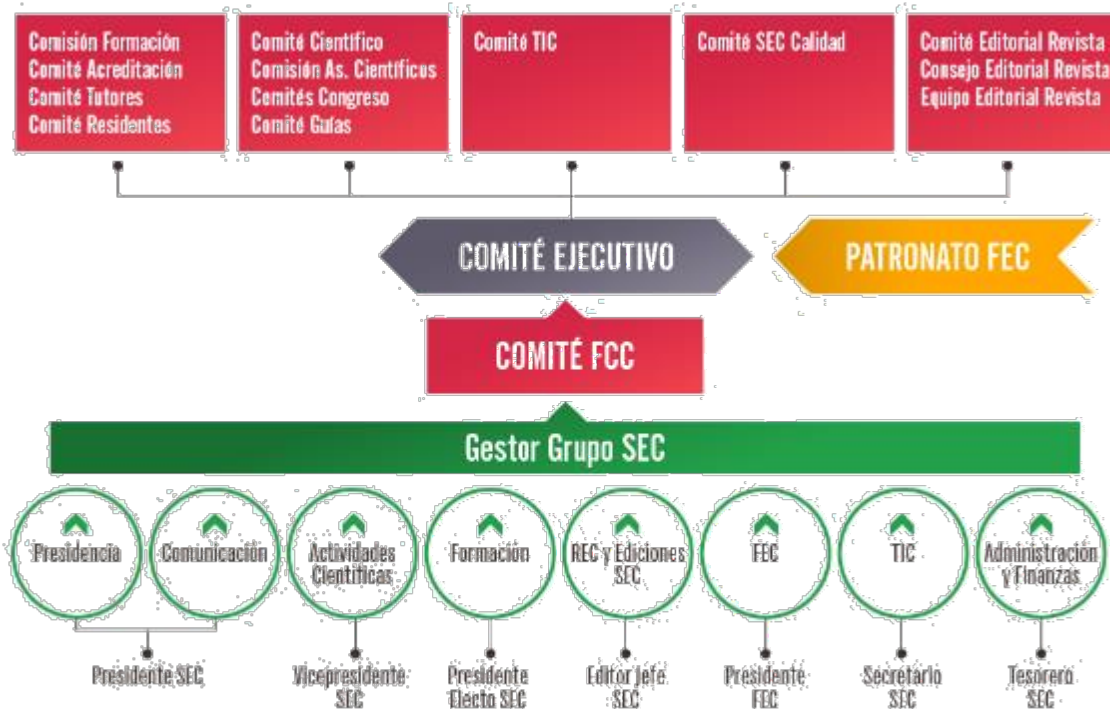 Comisión Formación
Comité Acreditación
Comité Tutores
Comité Residentes
Comité Científico
Comisión As. Científicus
Comités Congreso
Comité Guías
Comité TIC
Comité SEC Calidad
Comité Editorial Revista
Consejo Editorial Revista
Equipo Editorial Revista
COMITÉ EJECUTIVO
PATRONATO FEC
COMITÉ FCC
Gestor Grupo SEC
Presidencia
Comunicación
Actividades
Científicas
Formación
REC y Ediciones
SEC
FEC
TIC
Administración
y Finanzas
Presidente SEC
Vicepresidente
SEC
Presidente
Electo SEC
Editor Jefe
SEC
Presidente
FEC
Secretario
SEC
Tesorero
SEC